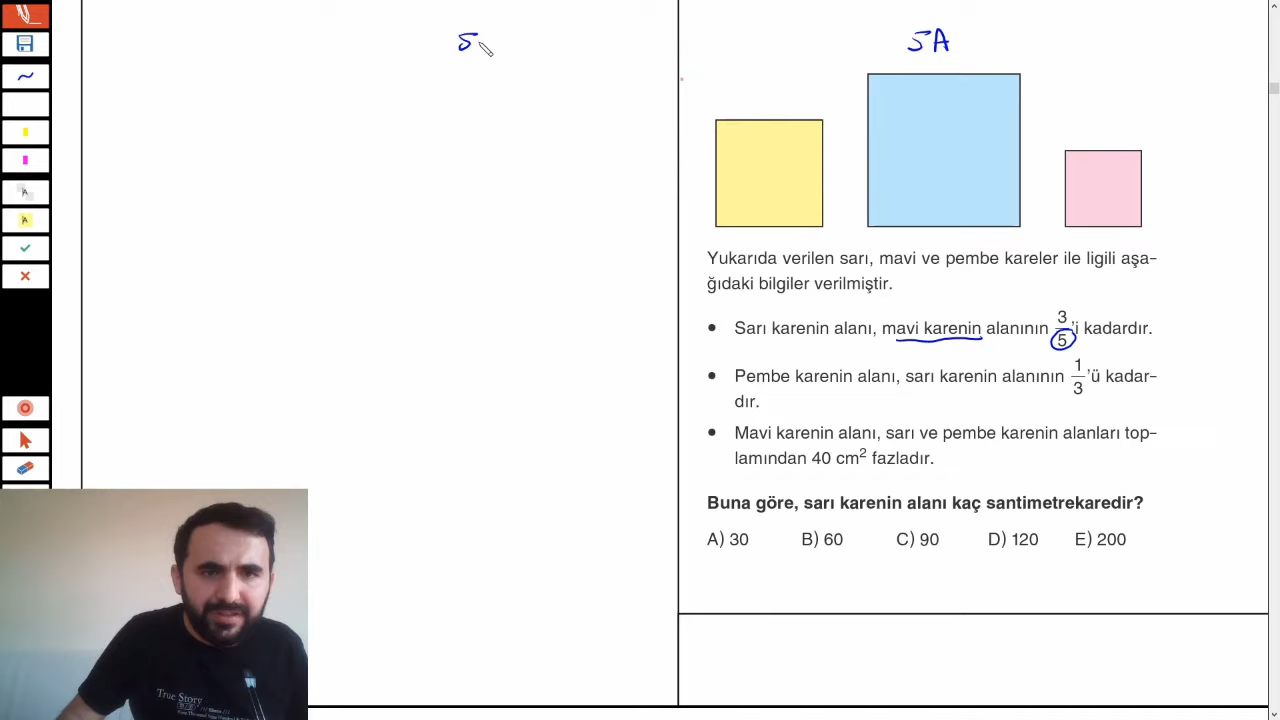 5
5A
Yukarıda verilen sarı, mavi ve pembe kareler ile ligili aşa-
ğıdaki bilgiler verilmiştir.
• Sarı karenin alanı, mavi karenin alanının 3/5'i kadardır.
• Pembe karenin alanı, sarı karenin alanının 1/3'ü kadar-
dır.
• Mavi karenin alanı, sarı ve pembe karenin alanları top-
lamından 40 cm² fazladır.
Buna göre, sarı karenin alanı kaç santimetrekaredir?
A) 30 B) 60 C) 90 D) 120 E) 200
A
A
True Story